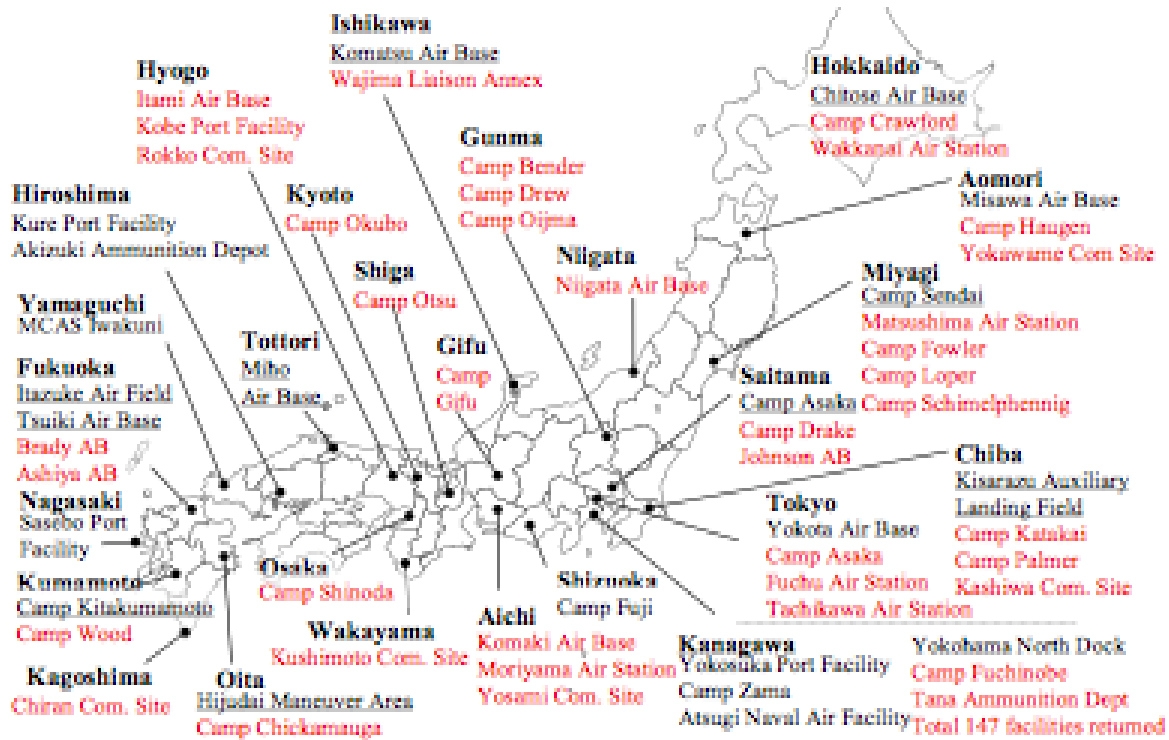 Ishikawa
Komatsu Air Base
Wajima Liaison Annex
Hyogo
Itami Air Base
Kobe Port Facility
Rokko Com. Site
Hokkaido
Chitose Air Base
Camp Crawford
Wakkanai Air Station
Gunma
Camp Bender
Camp Drew
Camp Oijma
Hiroshima
Kure Port Facility
Akizuki Ammunition Depot
Kyoto
Camp Okubo
Aomori
Misawa Air Base
Camp Haugen
Yokawame Com Site
Niigata
Niigata Air Base
Shiga
Camp Otsu
Miyagi
Camp Sendai
Matsushima Air Station
Camp Fowler
Camp Loper
Camp Schimelphennig
Yamaguchi
MCAS Iwakuni
Tottori
Miho
Air Base
Gifu
Camp
Gifu
Fukuoka
Itazuke Air Field
Tsuiki Air Base
Brady AB
Ashiya AB
Saitama
Camp Asaka
Camp Drake
Johnson AB
Chiba
Kisarazu Auxiliary
Landing Field
Camp Katakai
Camp Palmer
Kashiwa Com. Site
Nagasaki
Sasebo Port
Facility
Tokyo
Yokota Air Base
Camp Asaka
Fuchu Air Station
Tachikawa Air Station
Kumamoto
Camp Kitakumamoto
Camp Wood
Osaka
Camp Shinoda
Shizuoka
Camp Fuji
Wakayama
Kushimoto Com. Site
Aichi
Komaki Air Base
Moriyama Air Station
Yosami Com. Site
Kagoshima
Chiran Com. Site
Oita
Hijudai Maneuver Area
Camp Chickamauga
Kanagawa
Yokosuka Port Facility
Camp Zama
Atsugi Naval Air Facility
Yokohama North Dock
Camp Fuchinobe
Tana Ammunition Dept
Total 147 facilities returned